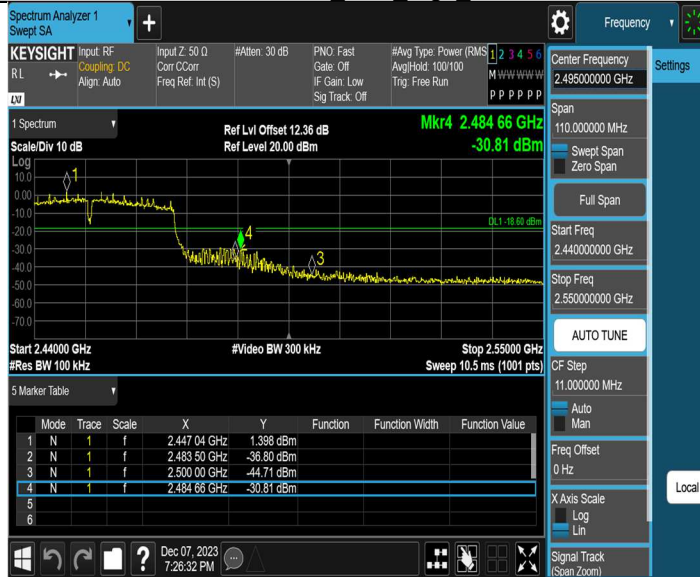 Spectrum Analyzer 1
Swept SA
+
Frequency
KEYSIGHT
RL
LXI
Input: RF
Coupling: DC
Align: Auto
Input Z: 50 Ω
Corr CCorr
Freq Ref: Int (S)
#Atten: 30 dB
PNO: Fast
Gate: Off
IF Gain: Low
Sig Track: Off
#Avg Type: Power (RMS
Avg|Hold: 100/100
Trig: Free Run
1 2 3 4 5 6
M W W W W W
P P P P P P
1 Spectrum
Scale/Div 10 dB
Ref Lvl Offset 12.36 dB
Ref Level 20.00 dBm
Mkr4 2.484 66 GHz
-30.81 dBm
Log
10.0
0.00
-10.0
-20.0
-30.0
-40.0
-50.0
-60.0
-70.0
1
4
3
DL1 -18.60 dBm
Start 2.44000 GHz
#Res BW 100 kHz
#Video BW 300 kHz
Stop 2.55000 GHz
Sweep 10.5 ms (1001 pts)
5 Marker Table
Mode Trace Scale X Y Function Function Width Function Value
1 N 1 f 2.447 04 GHz 1.398 dBm
2 N 1 f 2.483 50 GHz -36.80 dBm
3 N 1 f 2.500 00 GHz -44.71 dBm
4 N 1 f 2.484 66 GHz -30.81 dBm
5
6
?
Dec 07, 2023
7:26:32 PM
Center Frequency
2.495000000 GHz
Settings
Span
110.000000 MHz
Swept Span
Zero Span
Full Span
Start Freq
2.440000000 GHz
Stop Freq
2.550000000 GHz
AUTO TUNE
CF Step
11.000000 MHz
Auto
Man
Freq Offset
0 Hz
Local
X Axis Scale
Log
Lin
Signal Track
(Span Zoom)